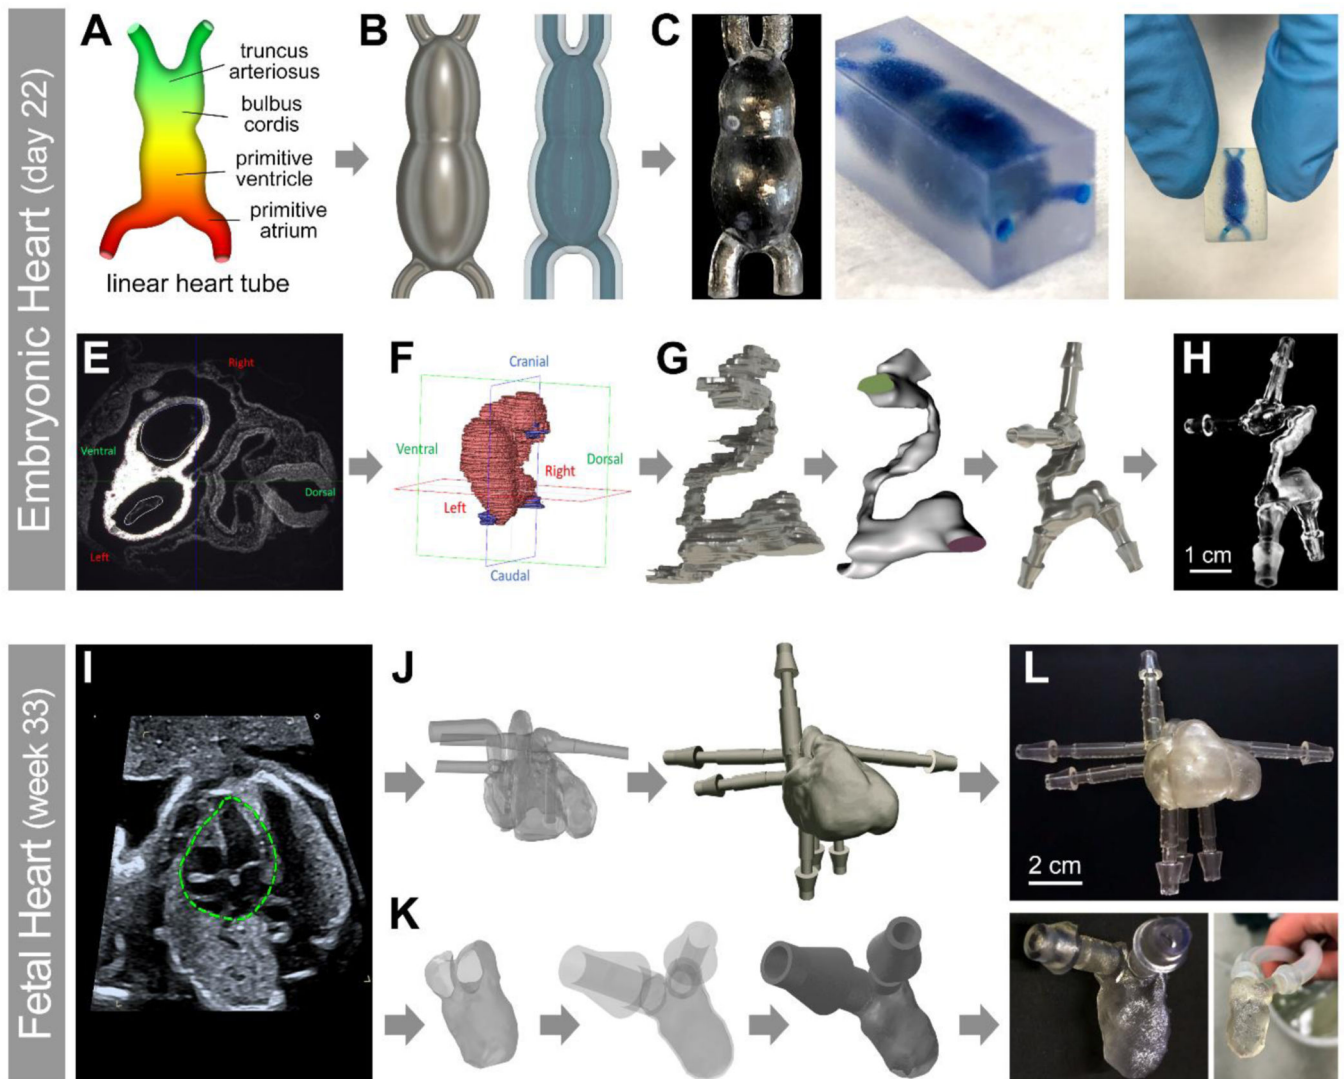 Embryonic Heart (day 22)
A
truncus
arteriosus
bulbus
cordis
primitive
ventricle
primitive
atrium
linear heart tube
B
C
E
Right
Ventral
Dorsal
Left
F
Cranial
Ventral
Dorsal
Right
Left
Caudal
G
H
1 cm
Fetal Heart (week 33)
I
J
K
L
2 cm